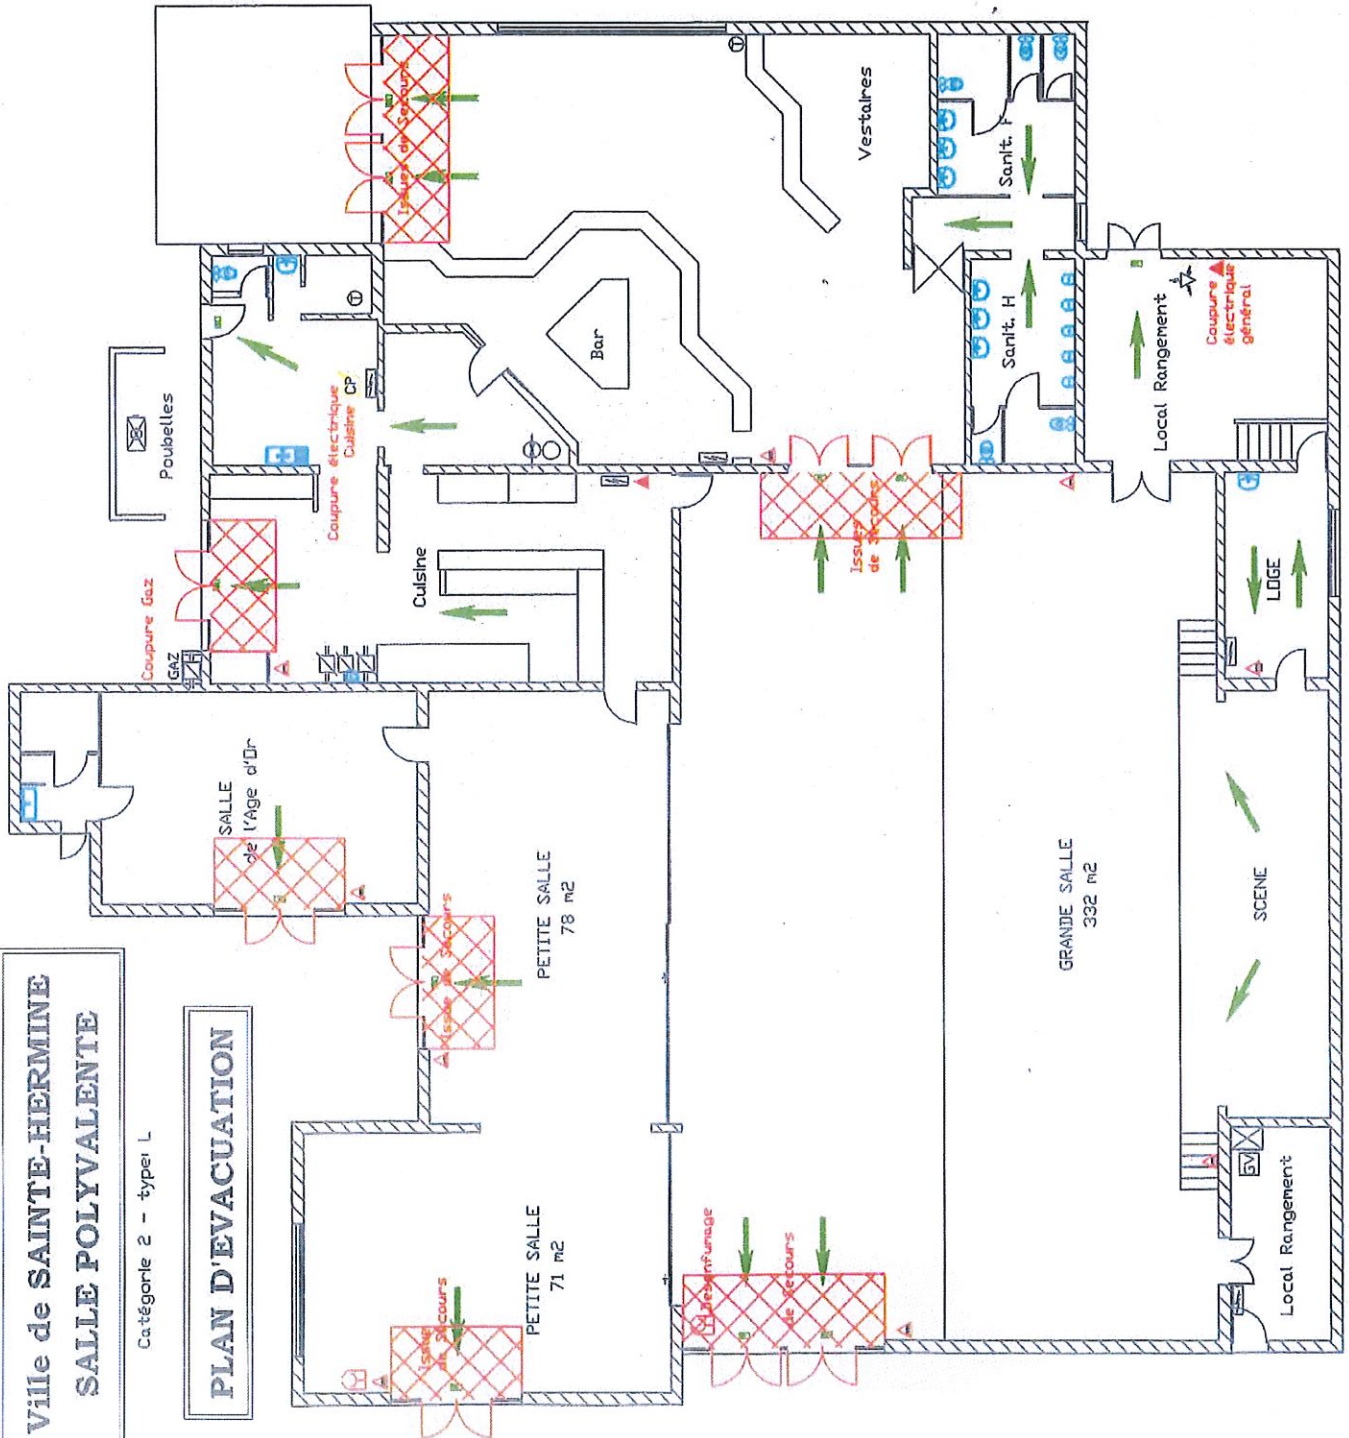 Ville de SAINTE-HERMINE
SALLE POLYVALENTE
Catégorie 2 - type: L
PLAN D'EVACUATION
Poubelles
Coupure Gaz
GAZ
Coupure électrique
Cuisine
CP
Cuisine
Issues de Secours
Bar
Vestaires
Sanit. F
Sanit. H
Local Rangement
Coupure
électrique
général
SALLE
de l'Age d'Or
Issue de Secours
PETITE SALLE
78 m2
Issues
de Secours
LOGE
GRANDE SALLE
332 m2
SCENE
Issue
de Secours
PETITE SALLE
71 m2
Désenfumage
de Secours
GV
Local Rangement
T
T